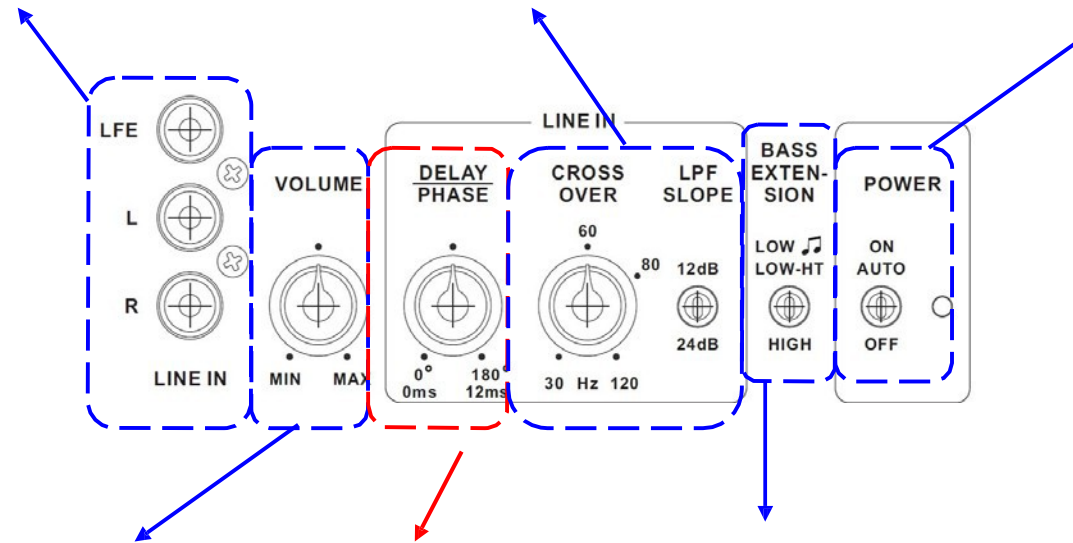 LFE
L
R
LINE IN
VOLUME
MIN MAX
LINE IN
DELAY
PHASE
0° 180°
0ms 12ms
CROSS
OVER
60
80
30 Hz 120
LPF
SLOPE
12dB
24dB
BASS
EXTEN-
SION
LOW ♫
LOW-HT
HIGH
POWER
ON
AUTO
OFF